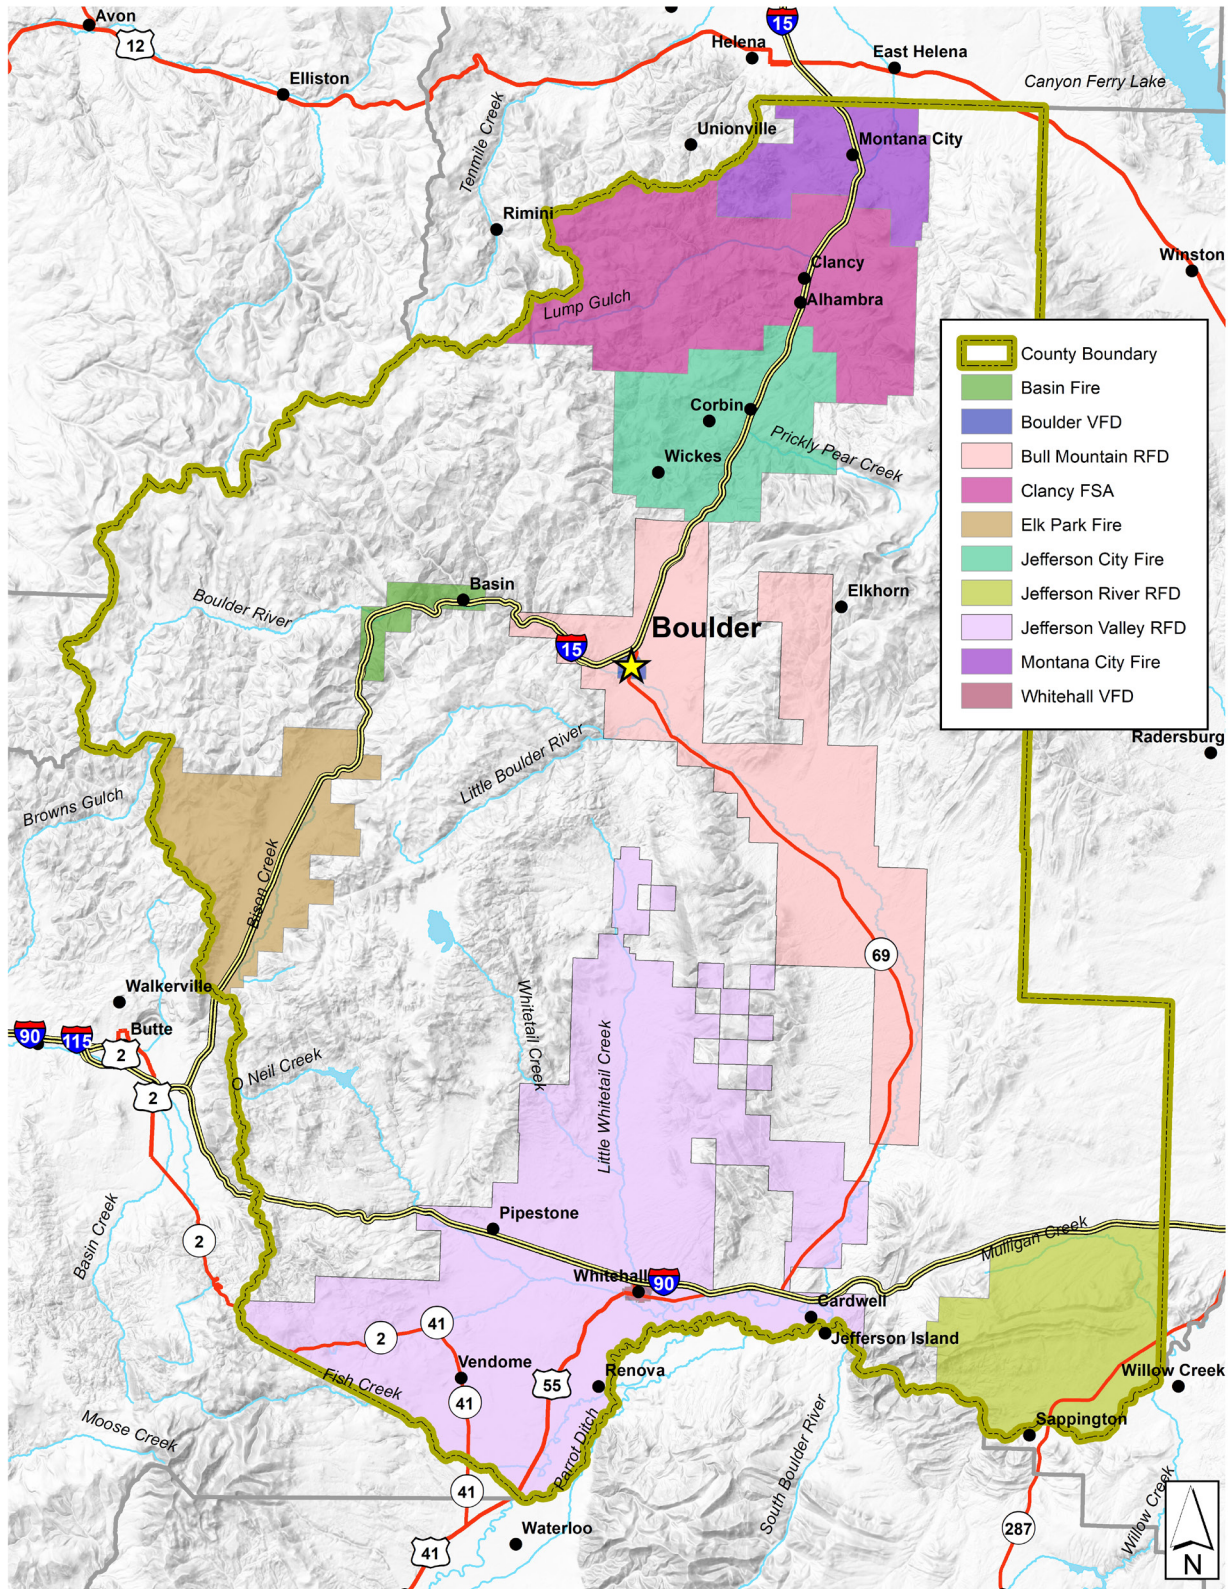 Avon
12
15
Helena
East Helena
Elliston
Canyon Ferry Lake
Unionville
Montana City
Tenmile Creek
Rimini
Winston
Clancy
Lump Gulch
Alhambra
County Boundary
Basin Fire
Boulder VFD
Bull Mountain RFD
Clancy FSA
Elk Park Fire
Jefferson City Fire
Jefferson River RFD
Jefferson Valley RFD
Montana City Fire
Whitehall VFD
Corbin
Prickly Pear Creek
Wickes
Basin
Elkhorn
Boulder River
Boulder
15
Radersburg
Little Boulder River
Browns Gulch
Bison Creek
69
Walkerville
Whitetail Creek
Little Whitetail Creek
90
115
Butte
2
2
O Neil Creek
Basin Creek
Pipestone
2
Mulligan Creek
Whitehall
90
Cardwell
Jefferson Island
41
2
Vendome
Renova
55
Willow Creek
Fish Creek
41
Sappington
Moose Creek
Parrot Ditch
South Boulder River
41
Waterloo
41
287
Willow Creek
N